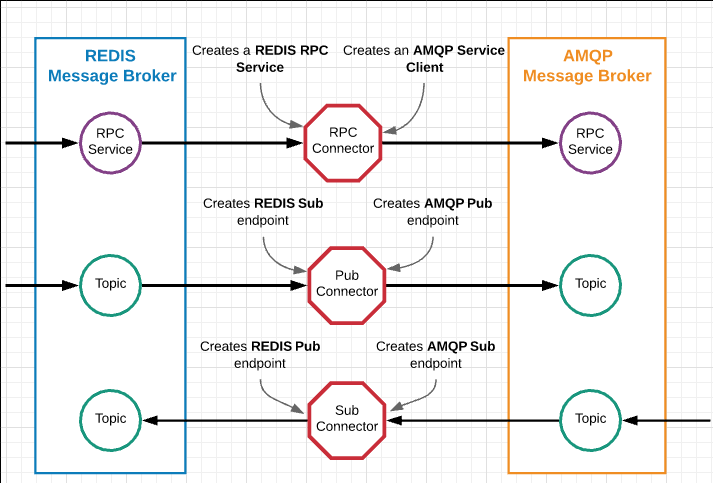 REDIS
Message Broker
Creates a REDIS RPC
Service
Creates an AMQP Service
Client
AMQP
Message Broker
RPC
Service
RPC
Connector
RPC
Service
Creates REDIS Sub
endpoint
Creates AMQP Pub
endpoint
Topic
Pub
Connector
Topic
Creates REDIS Pub
endpoint
Creates AMQP Sub
endpoint
Topic
Sub
Connector
Topic